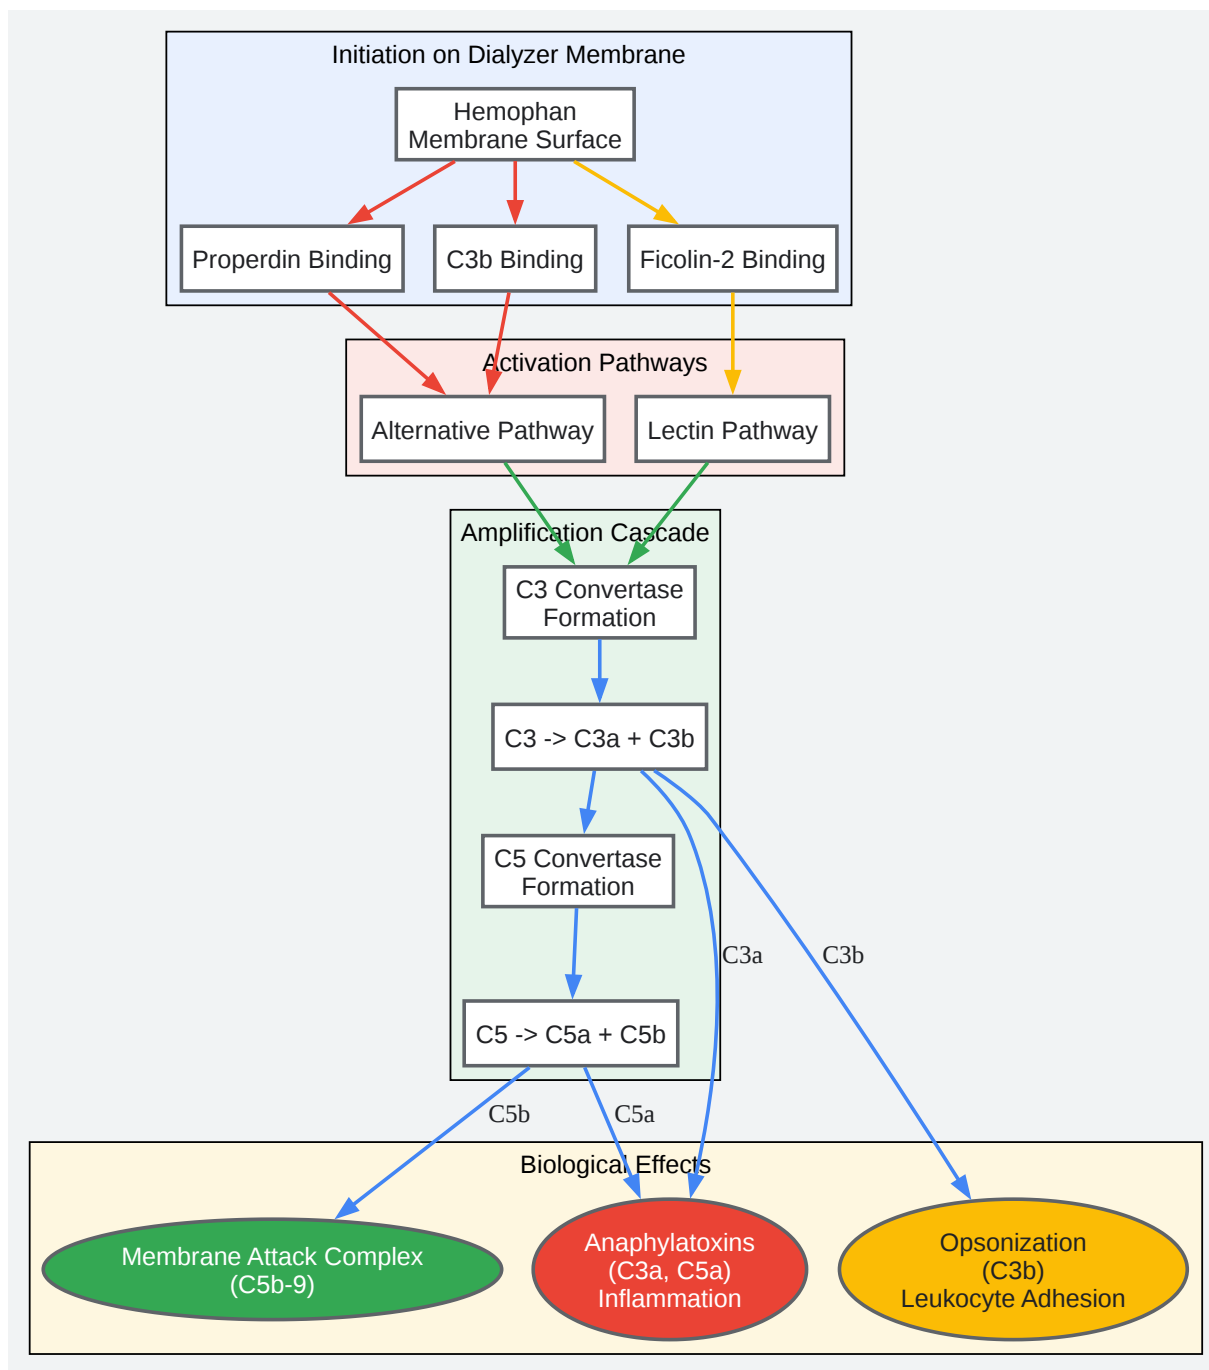 Initiation on Dialyzer Membrane
Hemophan
Membrane Surface
Properdin Binding
C3b Binding
Ficolin-2 Binding
Activation Pathways
Alternative Pathway
Lectin Pathway
Amplification Cascade
C3 Convertase
Formation
C3 -> C3a + C3b
C5 Convertase
Formation
C3a
C3b
C5 -> C5a + C5b
C5b
C5a
Biological Effects
Membrane Attack Complex
(C5b-9)
Anaphylatoxins
(C3a, C5a)
Inflammation
Opsonization
(C3b)
Leukocyte Adhesion